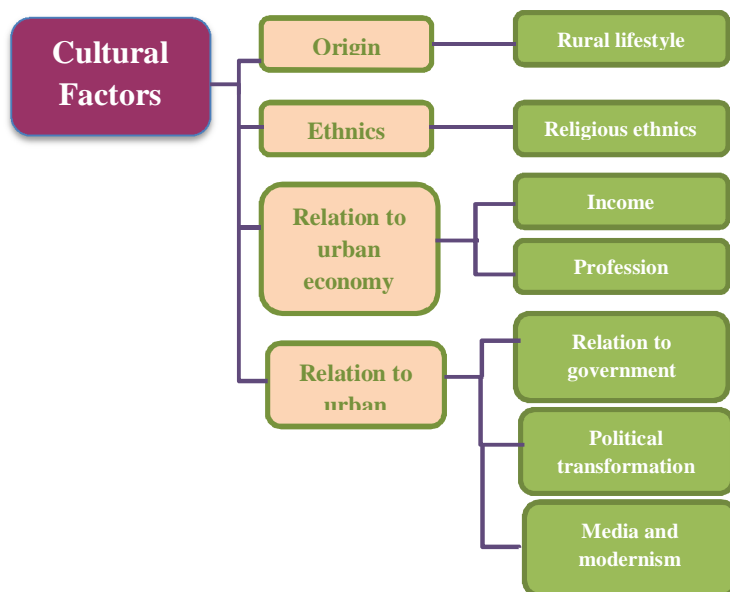 Cultural
Factors
Origin
Rural lifestyle
Ethnics
Religious ethnics
Relation to
urban
economy
Income
Profession
Relation to
urban
Relation to
government
Political
transformation
Media and
modernism